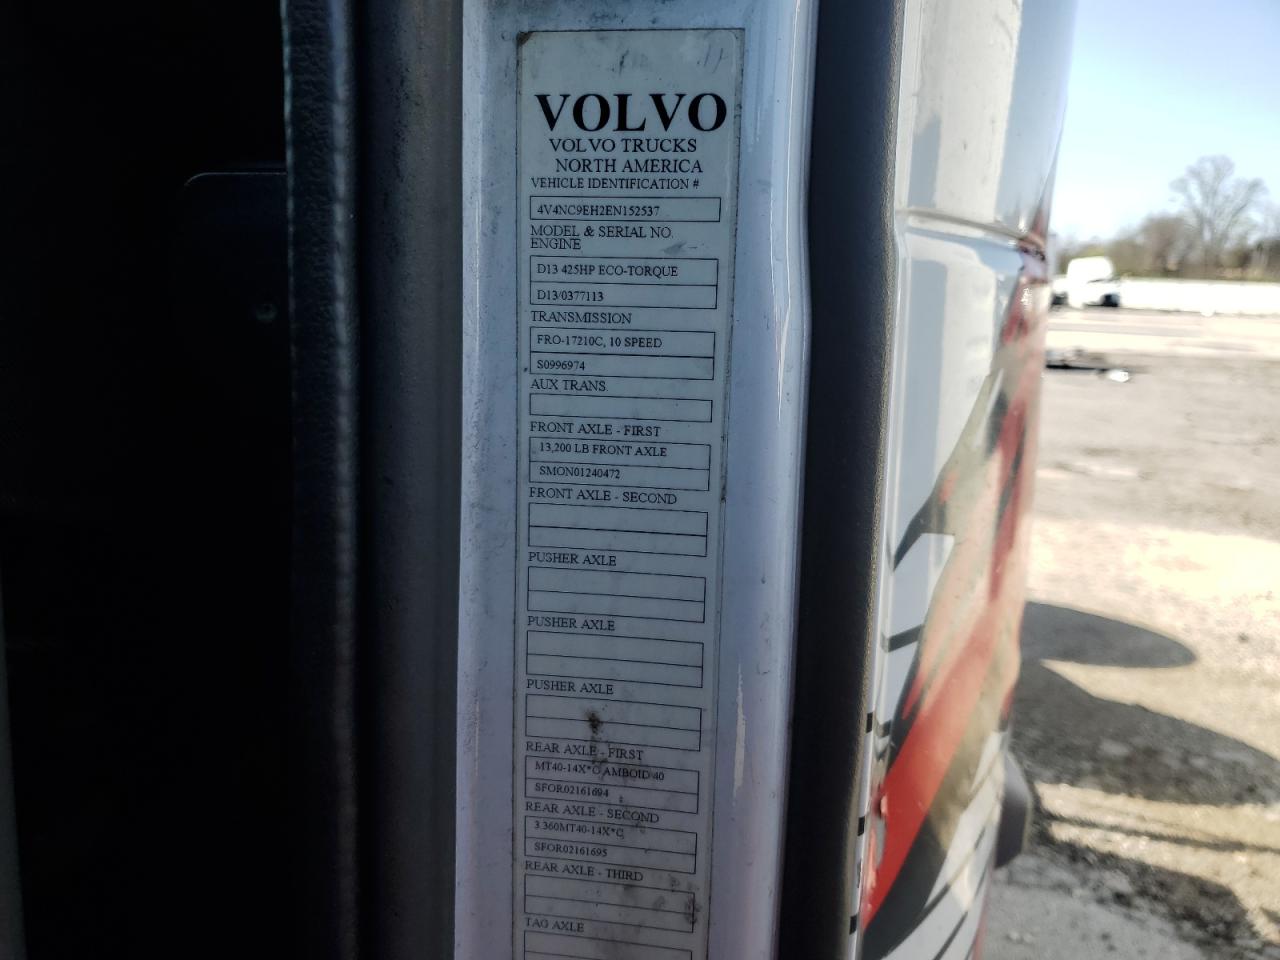 VOLVO
VOLVO TRUCKS
NORTH AMERICA
VEHICLE IDENTIFICATION #
4V4NC9EH2EN152537
MODEL & SERIAL NO.
ENGINE
D13 425HP ECO-TORQUE
D13/0377113
TRANSMISSION
FRO-17210C, 10 SPEED
S0996974
AUX TRANS.
FRONT AXLE - FIRST
13,200 LB FRONT AXLE
SMON01240472
FRONT AXLE - SECOND
PUSHER AXLE
PUSHER AXLE
PUSHER AXLE
REAR AXLE - FIRST
MT40-14X*C AMBOID/40
SFOR02161694
REAR AXLE - SECOND
3.360MT40-14X*C
SFOR02161695
REAR AXLE - THIRD
TAG AXLE